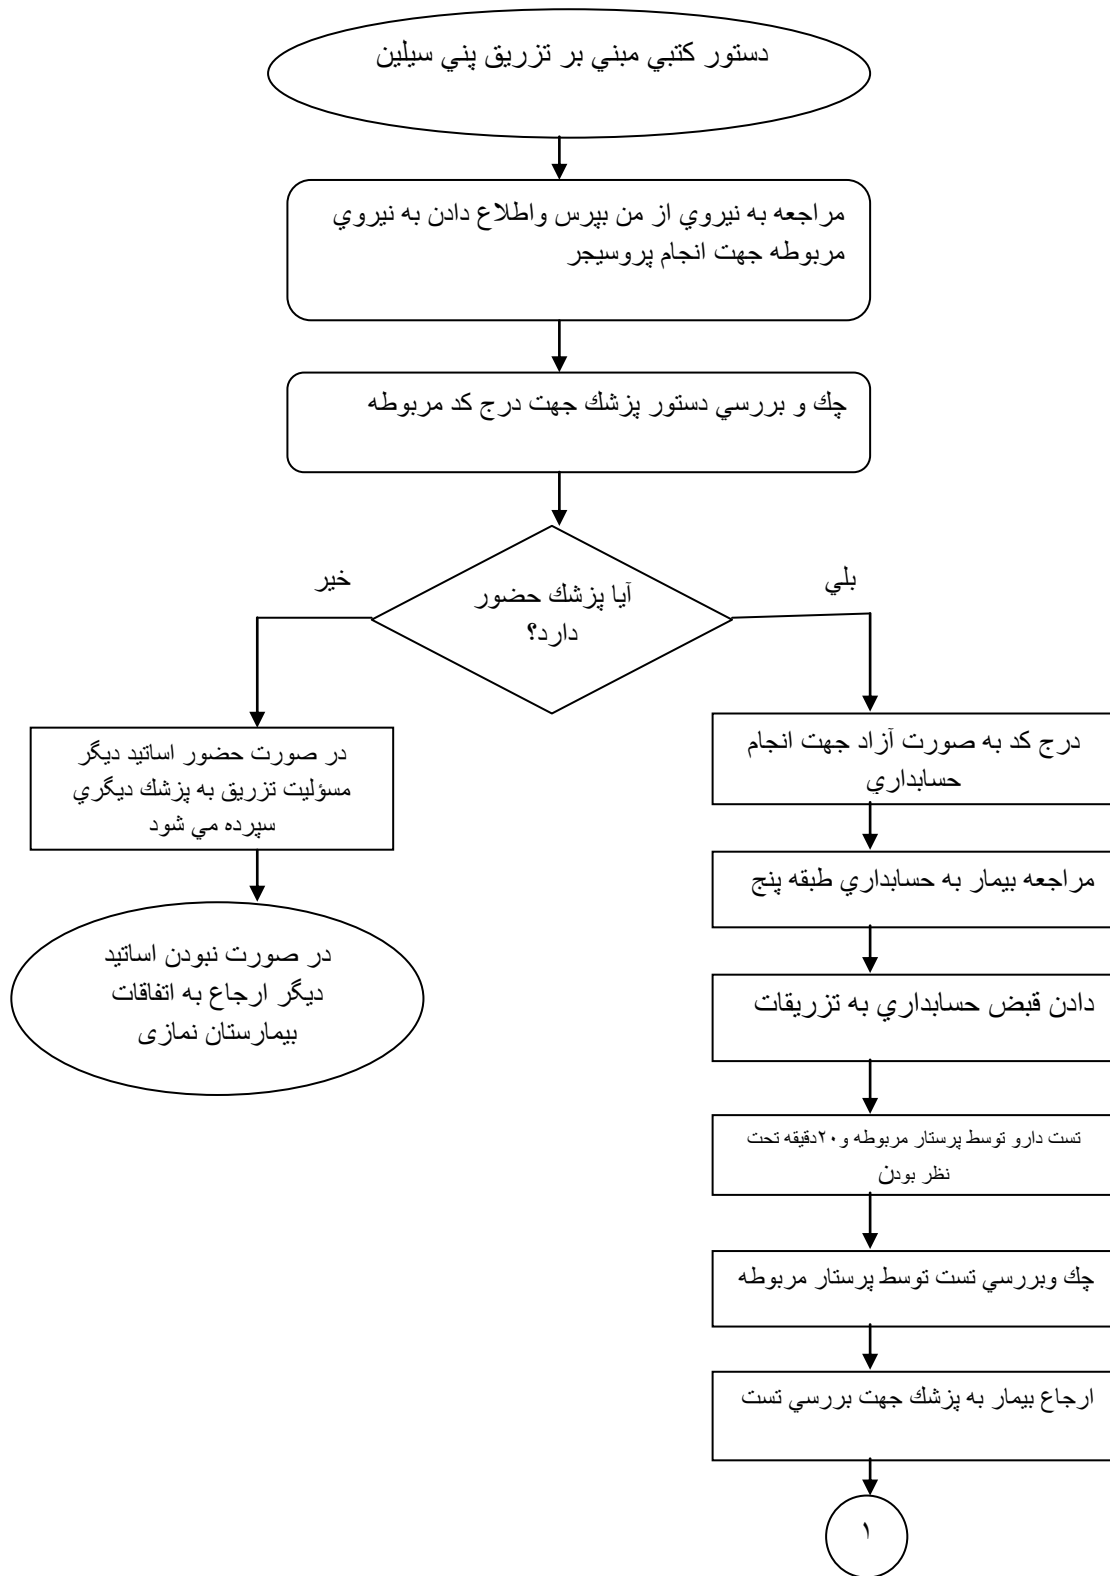 دستور كتبي مبني بر تزريق پني سيلين
مراجعه به نيروي از من بپرس واطلاع دادن به نيروي
مربوطه جهت انجام پروسيجر
چك و بررسي دستور پزشك جهت درج كد مربوطه
آيا پزشك حضور
دارد؟
بلي
خير
درج كد به صورت آزاد جهت انجام
حسابداري
مراجعه بيمار به حسابداري طبقه پنج
دادن قبض حسابداري به تزريقات
تست دارو توسط پرستار مربوطه و۲۰دقيقه تحت
نظر بودن
چك وبررسي تست توسط پرستار مربوطه
ارجاع بيمار به پزشك جهت بررسي تست
۱
در صورت حضور اساتيد ديگر
مسؤليت تزريق به پزشك ديگري
سپرده مي شود
در صورت نبودن اساتيد
ديگر ارجاع به اتفاقات
بيمارستان نمازی